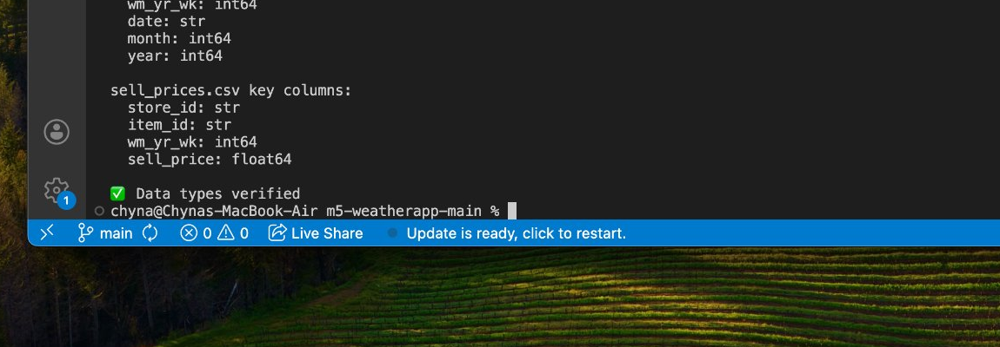 wm_yr_wk: int64
date: str
month: int64
year: int64
sell_prices.csv key columns:
store_id: str
item_id: str
wm_yr_wk: int64
sell_price: float64
✅ Data types verified
1
chyna@Chynas-MacBook-Air m5-weatherapp-main %
main 0 0 Live Share Update is ready, click to restart.